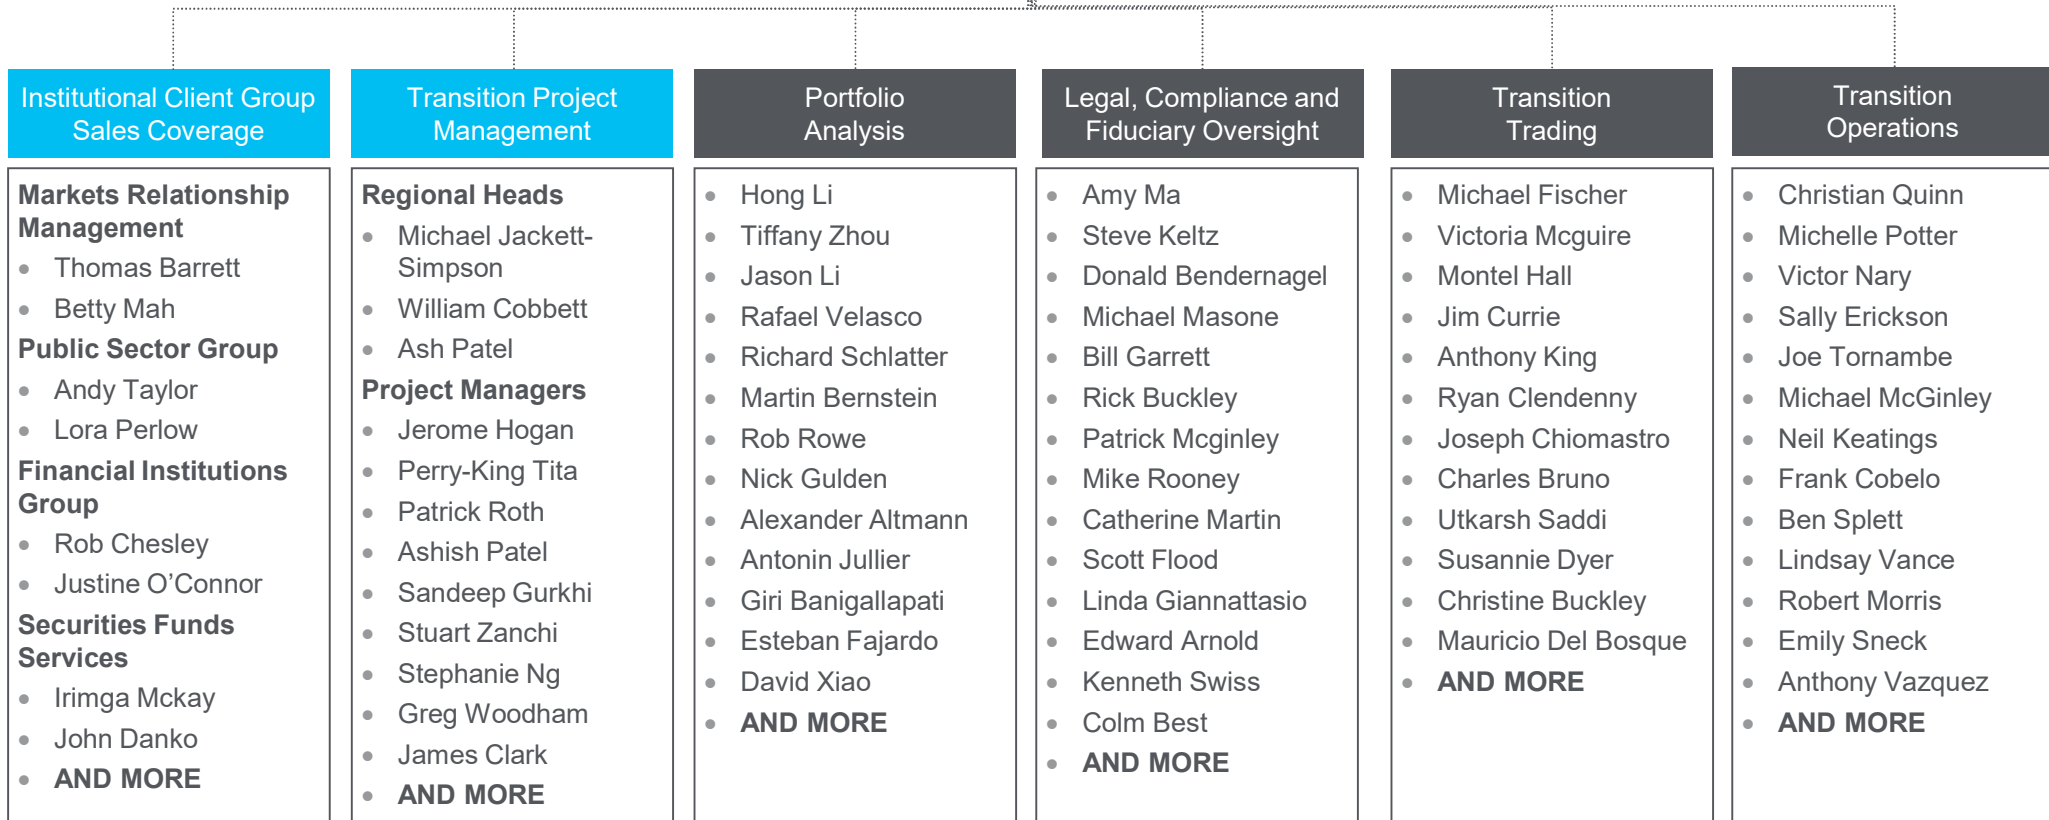 Institutional Client Group
Sales Coverage
Markets Relationship
Management
• Thomas Barrett
• Betty Mah
Public Sector Group
• Andy Taylor
• Lora Perlow
Financial Institutions
Group
• Rob Chesley
• Justine O’Connor
Securities Funds
Services
• Irimga Mckay
• John Danko
• AND MORE
Transition Project
Management
Regional Heads
• Michael Jackett-
Simpson
• William Cobbett
• Ash Patel
Project Managers
• Jerome Hogan
• Perry-King Tita
• Patrick Roth
• Ashish Patel
• Sandeep Gurkhi
• Stuart Zanchi
• Stephanie Ng
• Greg Woodham
• James Clark
• AND MORE
Portfolio
Analysis
• Hong Li
• Tiffany Zhou
• Jason Li
• Rafael Velasco
• Richard Schlatter
• Martin Bernstein
• Rob Rowe
• Nick Gulden
• Alexander Altmann
• Antonin Jullier
• Giri Banigallapati
• Esteban Fajardo
• David Xiao
• AND MORE
Legal, Compliance and
Fiduciary Oversight
• Amy Ma
• Steve Keltz
• Donald Bendernagel
• Michael Masone
• Bill Garrett
• Rick Buckley
• Patrick Mcginley
• Mike Rooney
• Catherine Martin
• Scott Flood
• Linda Giannattasio
• Edward Arnold
• Kenneth Swiss
• Colm Best
• AND MORE
Transition
Trading
• Michael Fischer
• Victoria Mcguire
• Montel Hall
• Jim Currie
• Anthony King
• Ryan Clendenny
• Joseph Chiomastro
• Charles Bruno
• Utkarsh Saddi
• Susannie Dyer
• Christine Buckley
• Mauricio Del Bosque
• AND MORE
Transition
Operations
• Christian Quinn
• Michelle Potter
• Victor Nary
• Sally Erickson
• Joe Tornambe
• Michael McGinley
• Neil Keatings
• Frank Cobelo
• Ben Splett
• Lindsay Vance
• Robert Morris
• Emily Sneck
• Anthony Vazquez
• AND MORE